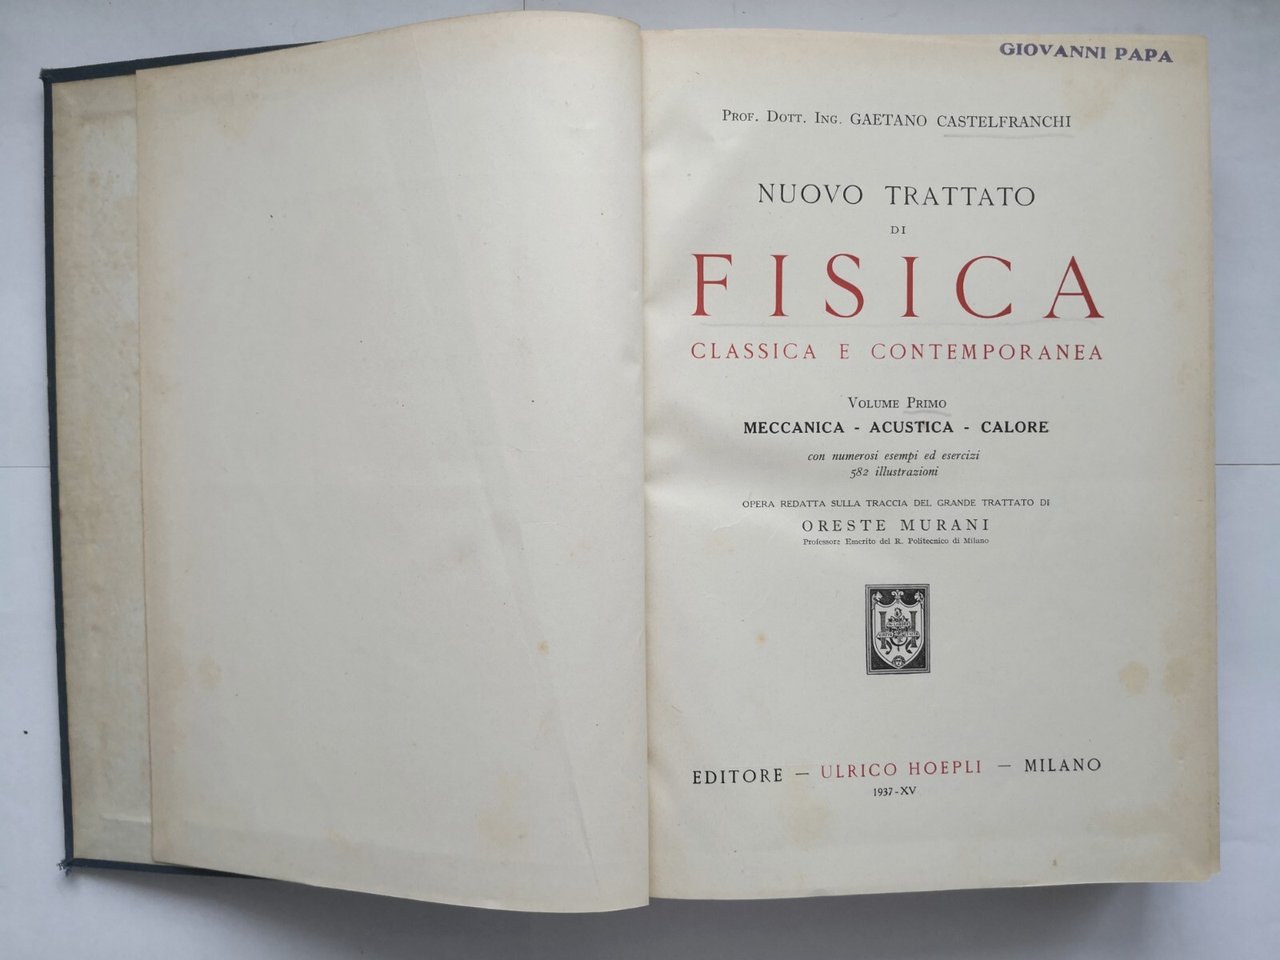 GIOVANNI PAPA
Prof. Dott. Ing. GAETANO CASTELFRANCHI
NUOVO TRATTATO
DI
FISICA
CLASSICA E CONTEMPORANEA
Volume Primo
MECCANICA - ACUSTICA - CALORE
con numerosi esempi ed esercizi
582 illustrazioni
OPERA REDATTA SULLA TRACCIA DEL GRANDE TRATTATO DI
ORESTE MURANI
Professore Emerito del R. Politecnico di Milano
EDITORE — ULRICO HOEPLI — MILANO
1937-XV